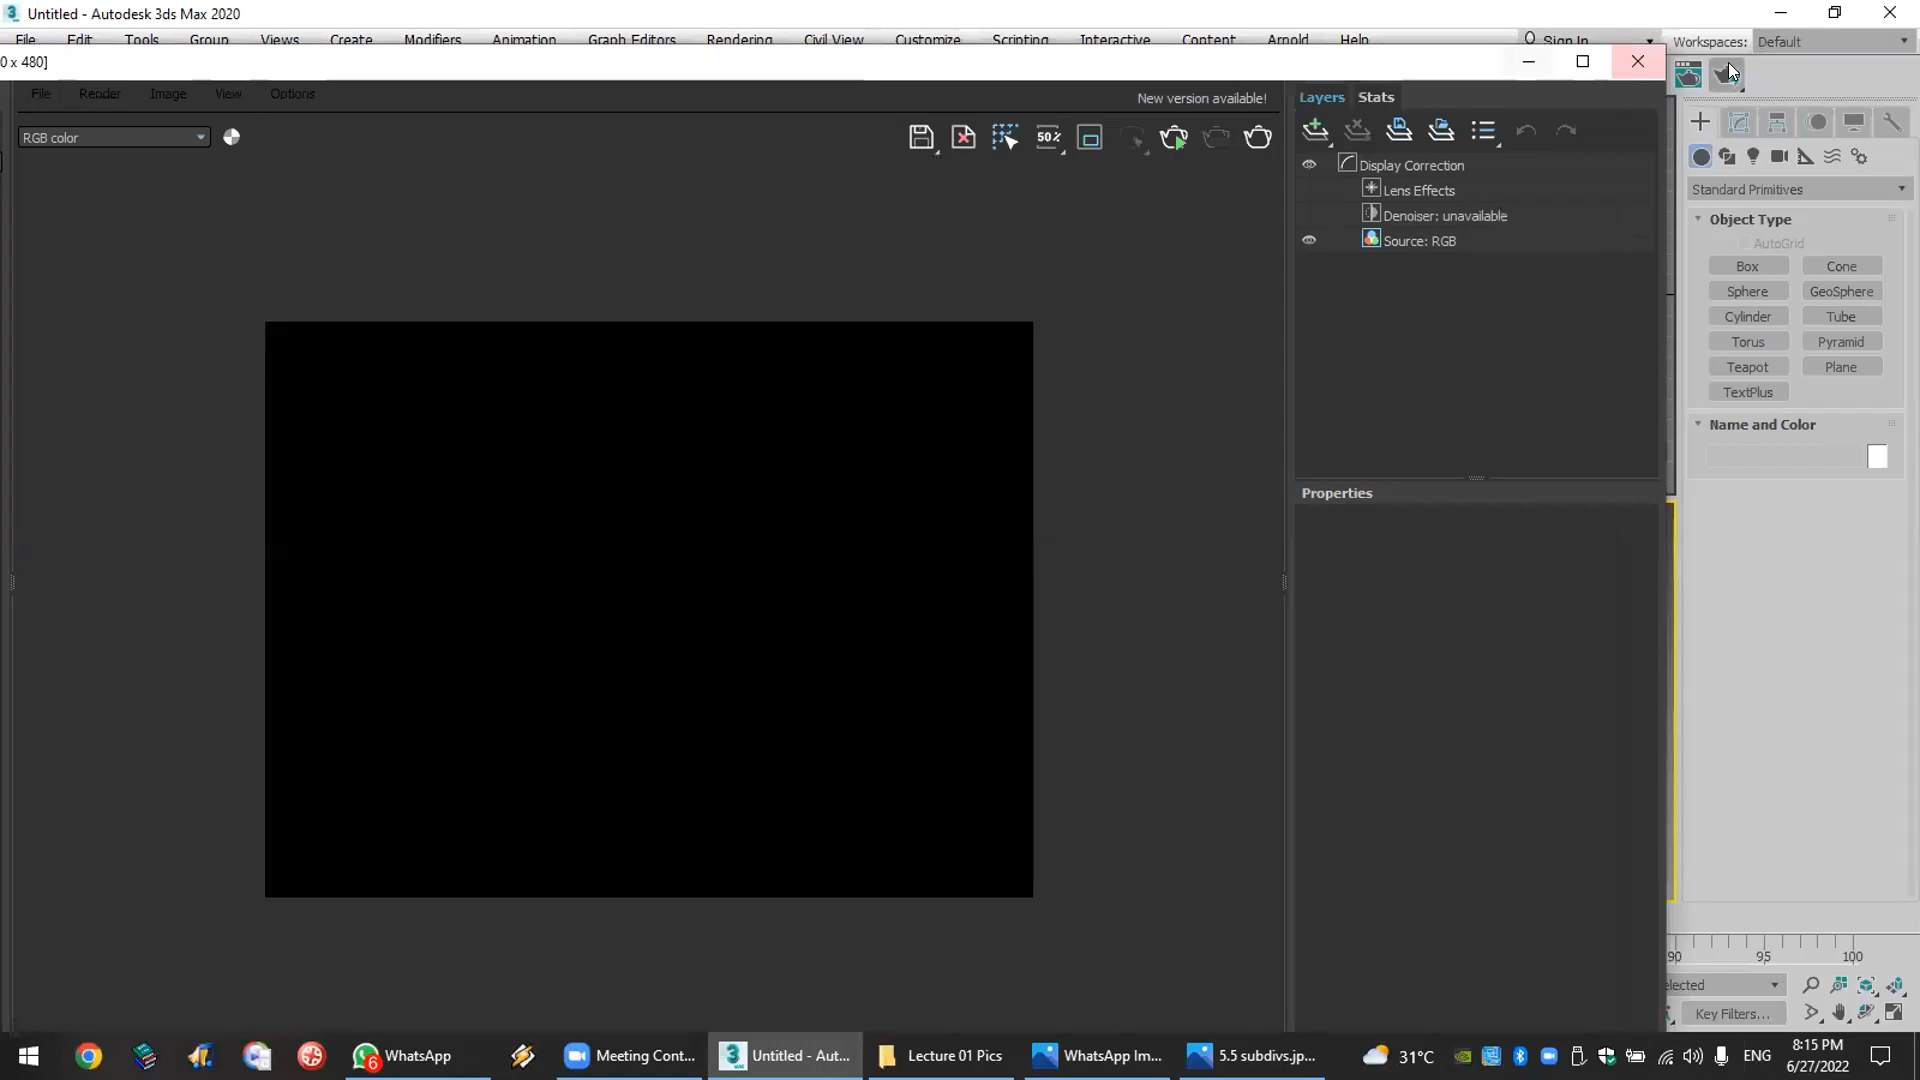 Untitled - Autodesk 3ds Max 2020
File Edit Tools Group Views Create Modifiers Animation Graph Editors Rendering Civil View Customize Scripting Interactive Content Arnold Help Sign In Workspaces: Default
0 x 480]
File Render Image View Options
New version available!
Layers Stats
RGB color
50%
Display Correction
Lens Effects
Denoiser: unavailable
Source: RGB
Properties
Standard Primitives
Object Type
AutoGrid
Box Cone
Sphere GeoSphere
Cylinder Tube
Torus Pyramid
Teapot Plane
TextPlus
Name and Color
90 95 100
elected
Key Filters...
6 WhatsApp
Meeting Cont...
Untitled - Aut...
Lecture 01 Pics
WhatsApp Im...
5.5 subdivs.jp...
31°C
ENG
8:15 PM
6/27/2022